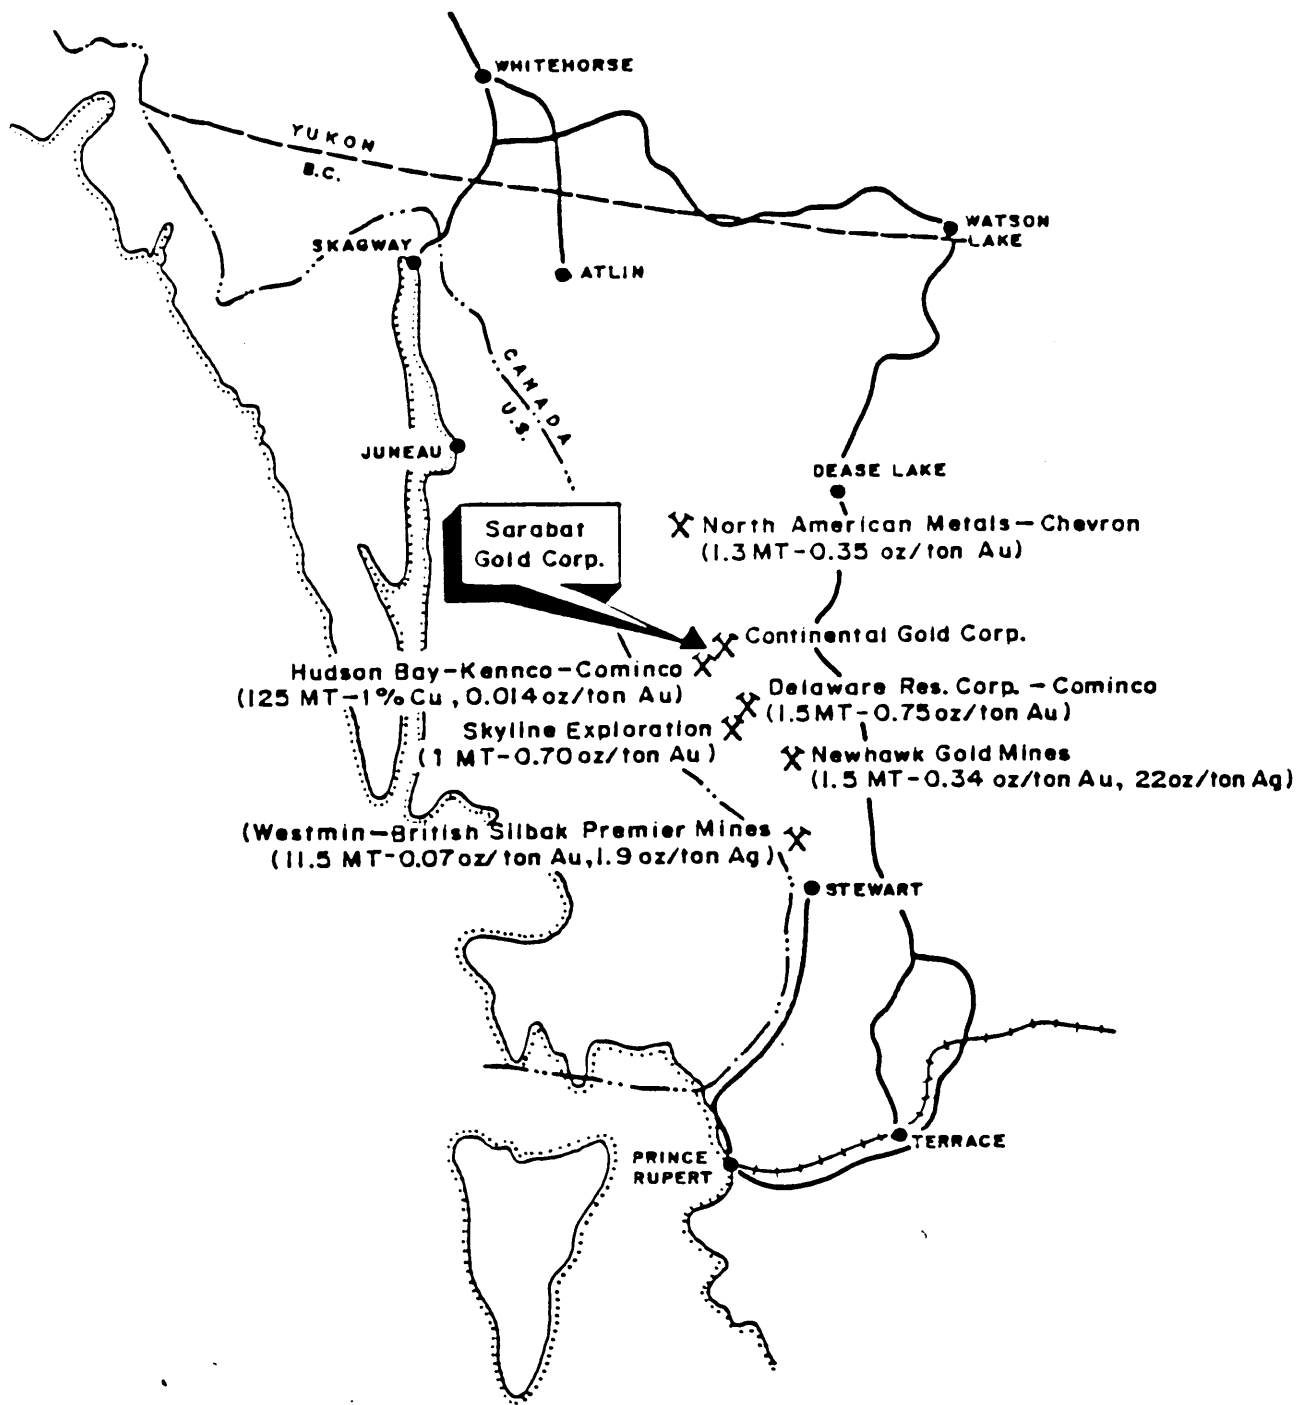 WHITEHORSE
YUKON
B.C.
WATSON
LAKE
SKAGWAY
ATLIN
CANADA
U.S.
JUNEAU
DEASE LAKE
Sarabat
Gold Corp.
North American Metals-Chevron
(1.3 MT-0.35 oz/ton Au)
Continental Gold Corp.
Hudson Bay-Kennco-Cominco
(125 MT-1% Cu, 0.014 oz/ton Au)
Delaware Res. Corp. - Cominco
(1.5 MT-0.75 oz/ton Au)
Skyline Exploration
(1 MT-0.70 oz/ton Au)
Newhawk Gold Mines
(1.5 MT-0.34 oz/ton Au, 22 oz/ton Ag)
(Westmin-British Silbak Premier Mines
(11.5 MT-0.07 oz/ton Au, 1.9 oz/ton Ag)
STEWART
TERRACE
PRINCE
RUPERT